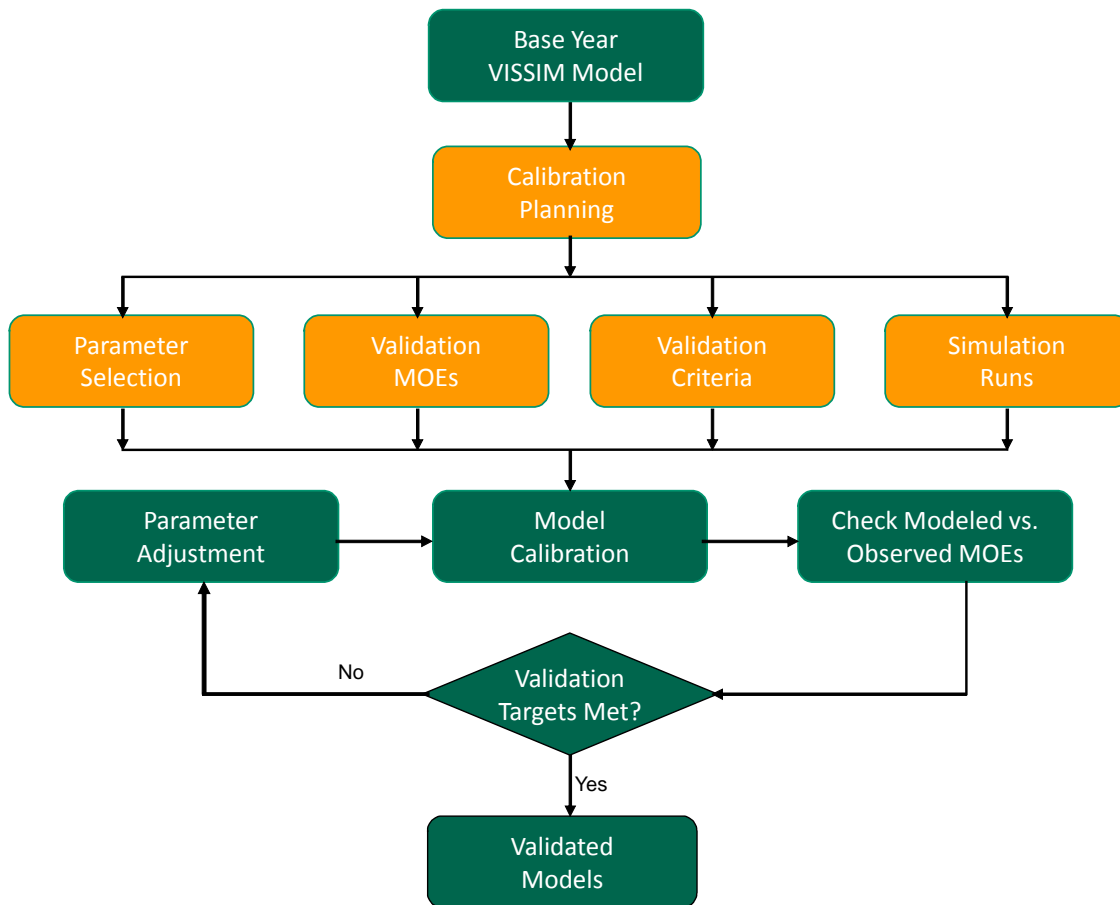 Base Year
VISSIM Model
Calibration
Planning
Parameter
Selection
Validation
MOEs
Validation
Criteria
Simulation
Runs
Parameter
Adjustment
Model
Calibration
Check Modeled vs.
Observed MOEs
No
Validation
Targets Met?
Yes
Validated
Models